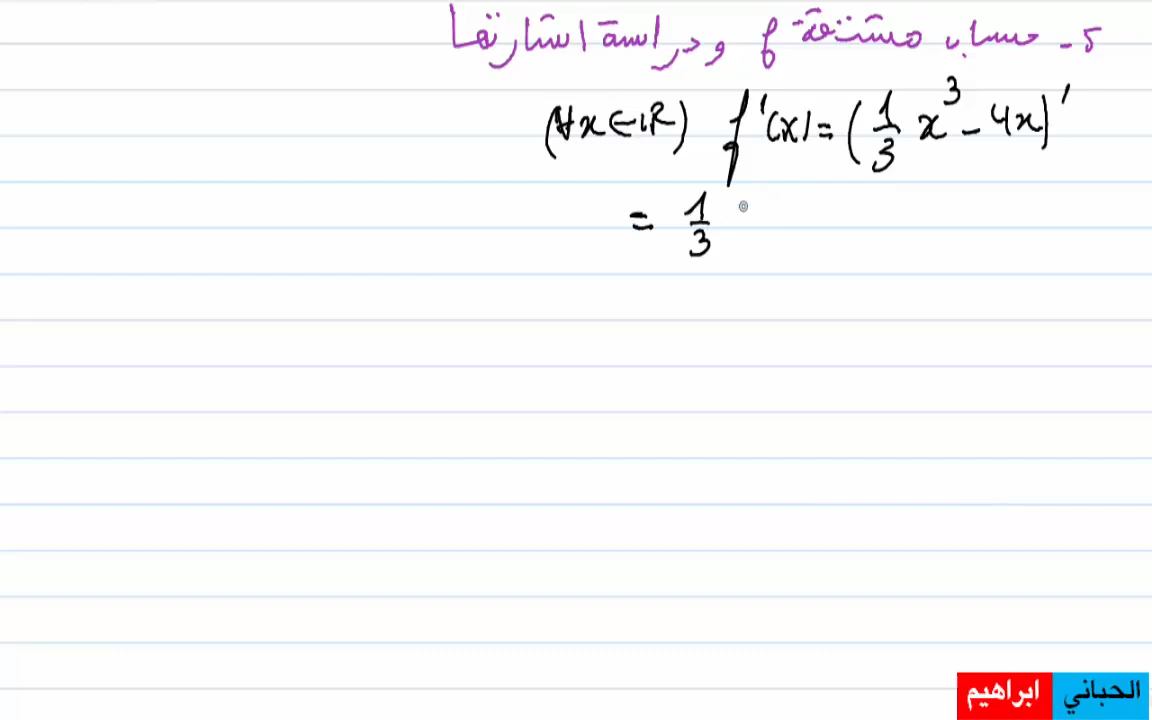 5- حساب مشتقة f ودراسة اشارتها
(∀x∈ℝ) f'(x) = (1/3 x³ - 4x)'
= 1/3
الحباني ابراهيم